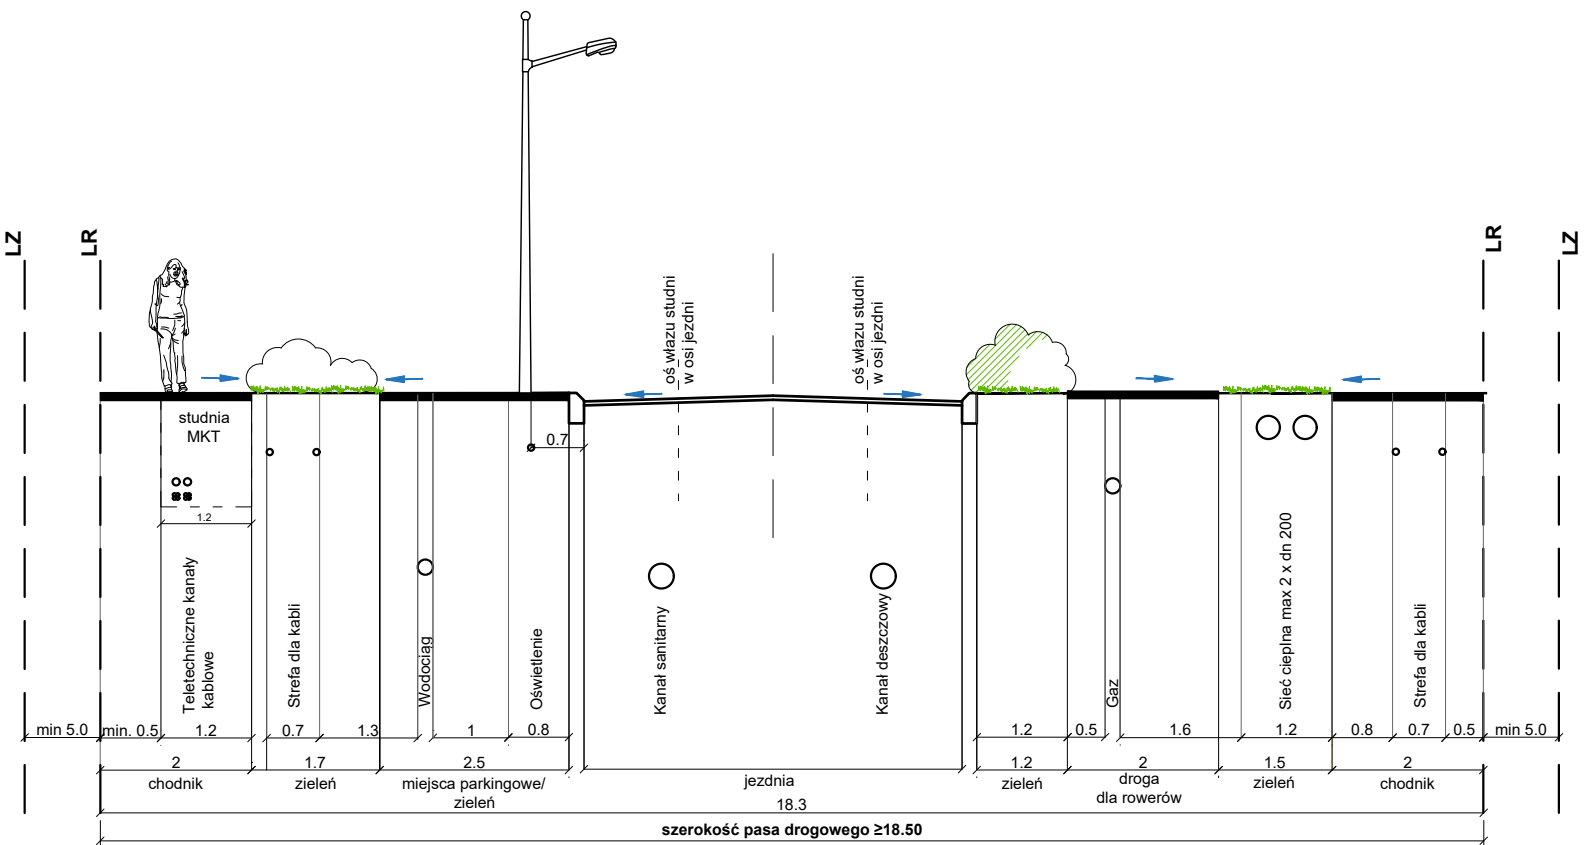 LZ
LR
LR
LZ
oś włazu studni
w osi jezdni
oś włazu studni
w osi jezdni
studnia
MKT
0.7
1.2
Teletechniczne kanały
kablowe
Strefa dla kabli
Wodociąg
Oświetlenie
Kanał sanitarny
Kanał deszczowy
Gaz
Sieć cieplna max 2 x dn 200
Strefa dla kabli
min 5.0 min. 0.5 1.2 0.7 1.3 1 0.8 1.2 0.5 1.6 1.2 0.8 0.7 0.5 min 5.0
2 1.7 2.5 1.2 2 1.5 2
chodnik zieleń miejsca parkingowe/
zieleń
jezdnia
zieleń
droga
dla rowerów
zieleń
chodnik
18.3
szerokość pasa drogowego ≥18.50